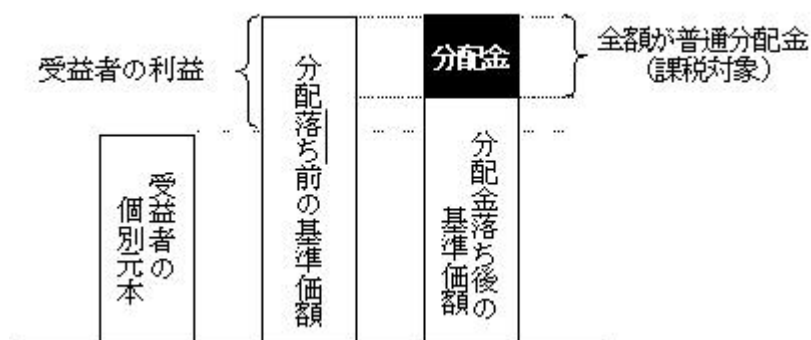 受益者の利益
分配落ち前の基準価額
分配金
全額が普通分配金
（課税対象）
受益者の
個別元本
分配金落ち後の
基準価額